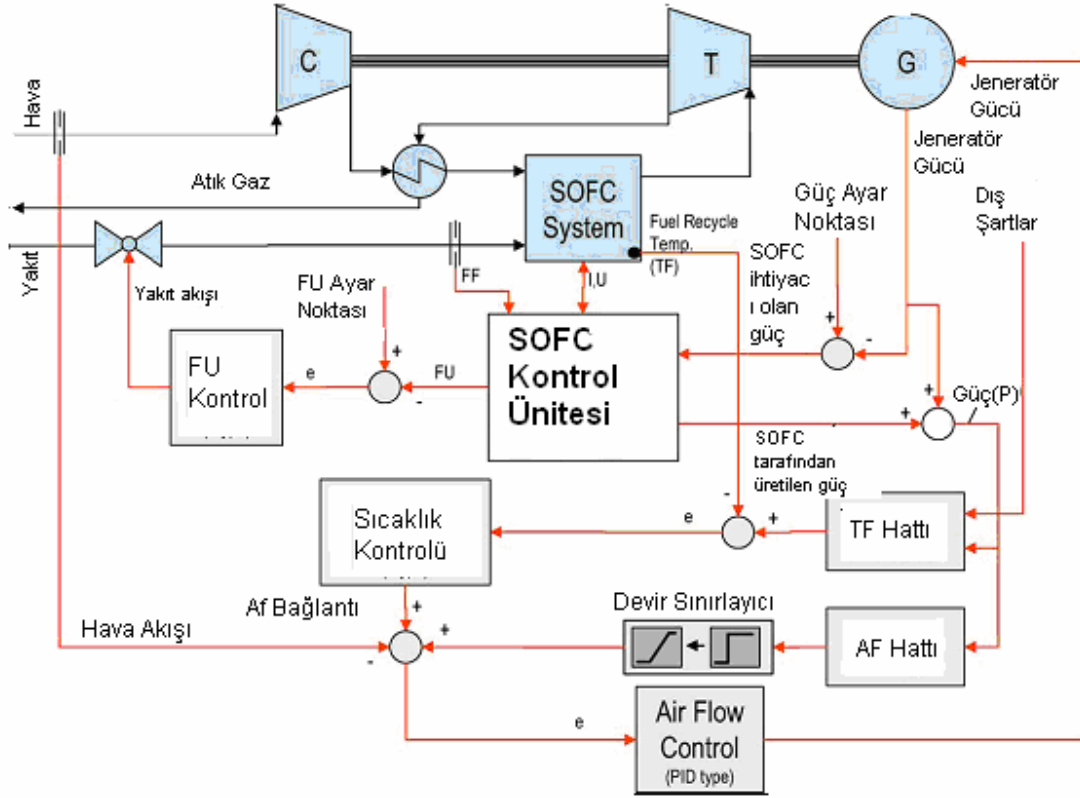 C
T
G
Hava
Jeneratör
Gücü
Jeneratör
Gücü
Atık Gaz
SOFC
System
Güç Ayar
Noktası
Dış
Şartlar
Fuel Recycle
Temp.
(TF)
SOFC
ihtiyac
ı olan
güç
Yakıt
FF
I,U
Yakıt akışı
FU Ayar
Noktası
+
-
SOFC
Kontrol
Ünitesi
FU
Kontrol
e
+
-
FU
+
+
Güç(P)
SOFC
tarafından
üretilen güç
-
Sıcaklık
Kontrolü
e
+
TF Hattı
Af Bağlantı
+
Devir Sınırlayıcı
Hava Akışı
-
+
AF Hattı
e
Air Flow
Control
(PID type)